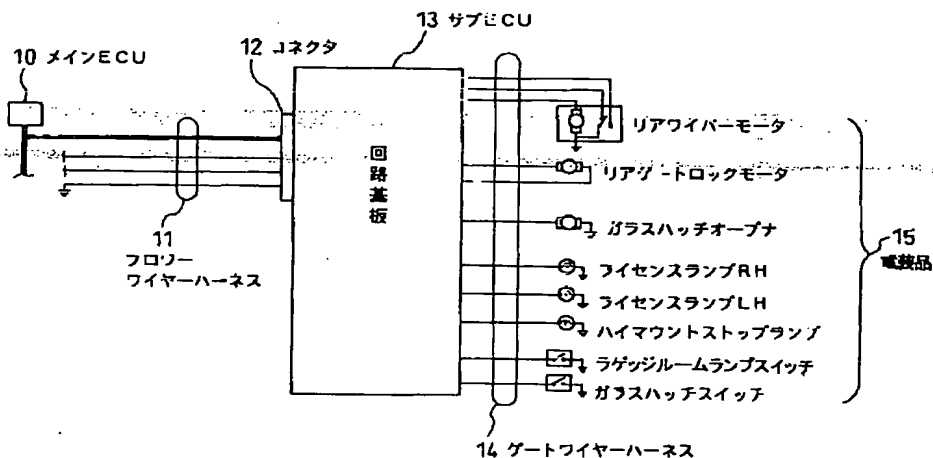 13 サブECU
10 メインECU
12 コネクタ
回路基板
リアワイパーモータ
リアゲートロックモータ
ガラスハッチオープナ
ライセンスランプRH
ライセンスランプLH
ハイマウントストップランプ
ラゲッジルームランプスイッチ
ガラスハッチスイッチ
15
電装品
11
フロワー
ワイヤーハーネス
14 ゲートワイヤーハーネス